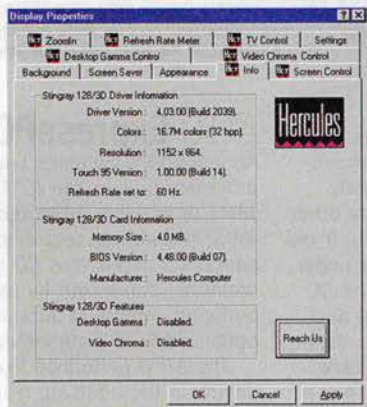 Display Properties
ZoomIn Refresh Rate Meter TV Control Settings
Desktop Gamma Control Video Chroma Control
Background Screen Saver Appearance Info Screen Control
Stingray 128/3D Driver Information
Driver Version : 4.03.00 (Build 2039).
Colors : 16.7M colors (32 bpp).
Resolution : 1152 x 864.
Touch 95 Version : 1.00.00 (Build 14).
Refresh Rate set to: 60 Hz.
Hercules
Stingray 128/3D Card Information
Memory Size : 4.0 MB.
BIOS Version : 4.48.00 (Build 07).
Manufacturer : Hercules Computer
Stingray 128/3D Features
Desktop Gamma : Disabled.
Video Chroma : Disabled.
Reach Us
OK Cancel Apply